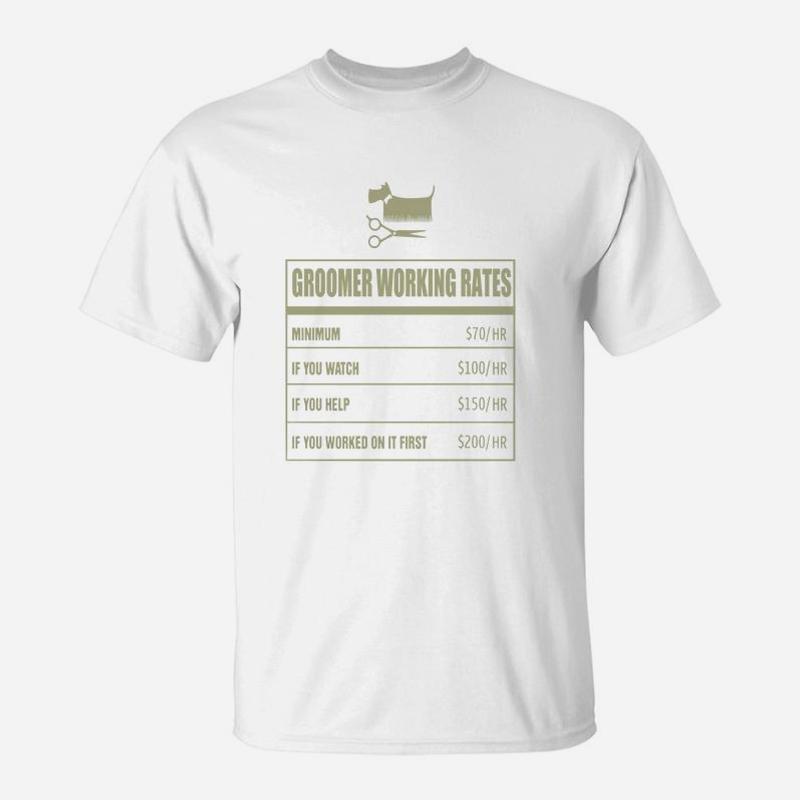 GROOMER WORKING RATES
MINIMUM $70/HR
IF YOU WATCH $100/HR
IF YOU HELP $150/HR
IF YOU WORKED ON IT FIRST $200/HR